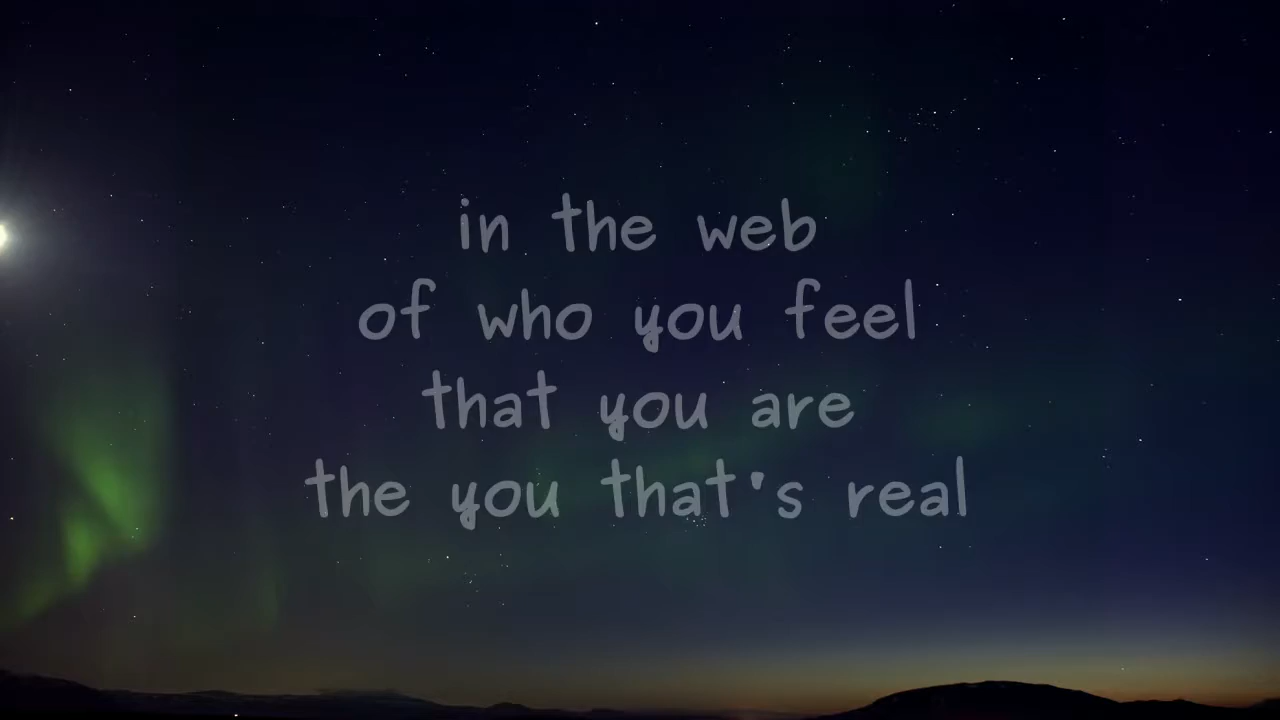 in the web
of who you feel
that you are
the you that's real